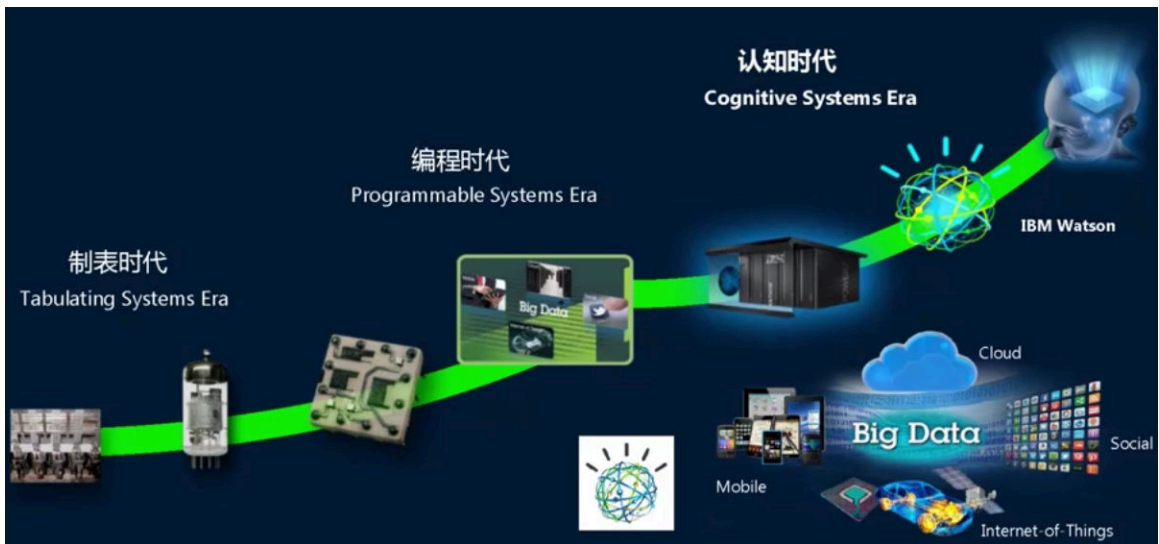 认知时代
Cognitive Systems Era
编程时代
Programmable Systems Era
IBM Watson
制表时代
Tabulating Systems Era
Big Data
Cloud
Big Data
Social
Mobile
Internet-of-Things